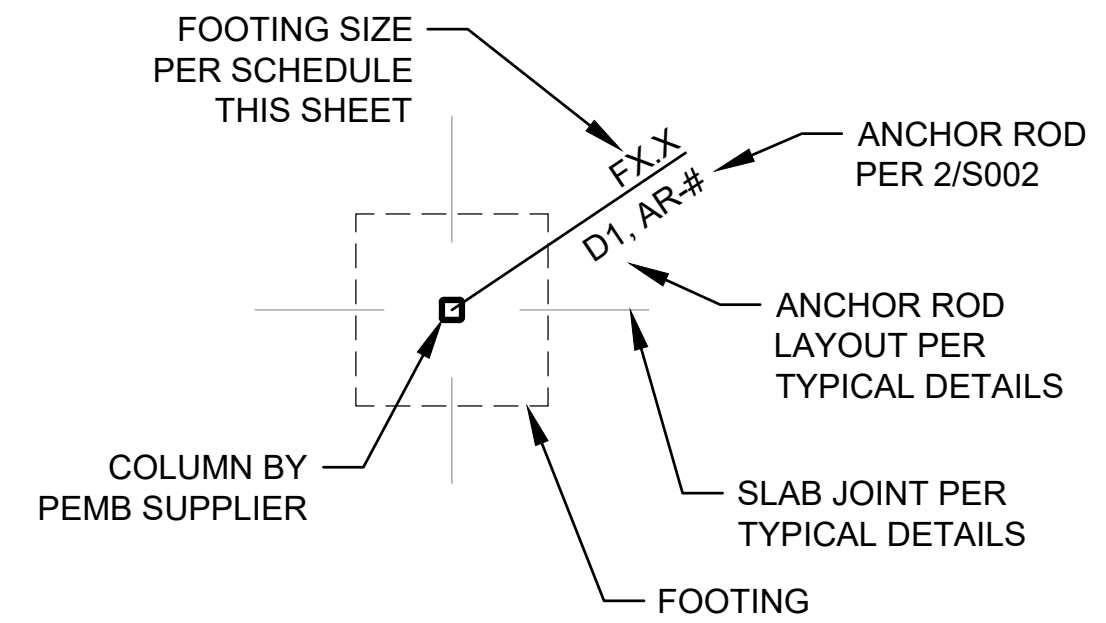 FOOTING SIZE
PER SCHEDULE
THIS SHEET
FX.X
D1, AR-#
ANCHOR ROD
PER 2/S002
ANCHOR ROD
LAYOUT PER
TYPICAL DETAILS
COLUMN BY
PEMB SUPPLIER
SLAB JOINT PER
TYPICAL DETAILS
FOOTING